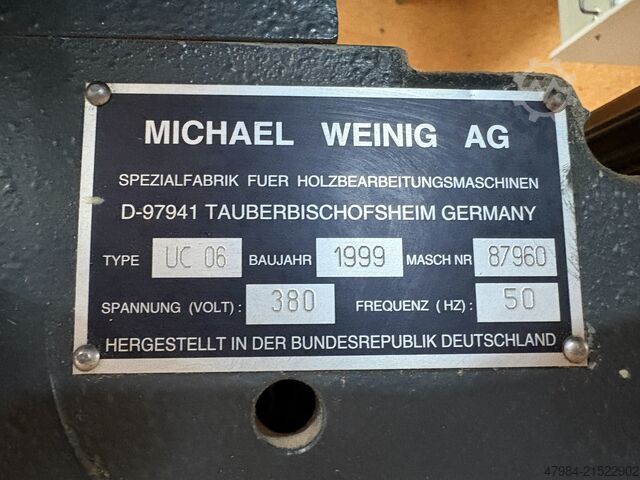 MICHAEL WEINIG AG
SPEZIALFABRIK FUER HOLZBEARBEITUNGSMASCHINEN
D-97941 TAUBERBISCHOFSHEIM GERMANY
TYPE UC 06 BAUJAHR 1999 MASCH NR 87960
SPANNUNG (VOLT) : 380 FREQUENZ ( HZ) : 50
HERGESTELLT IN DER BUNDESREPUBLIK DEUTSCHLAND
47984-21522902